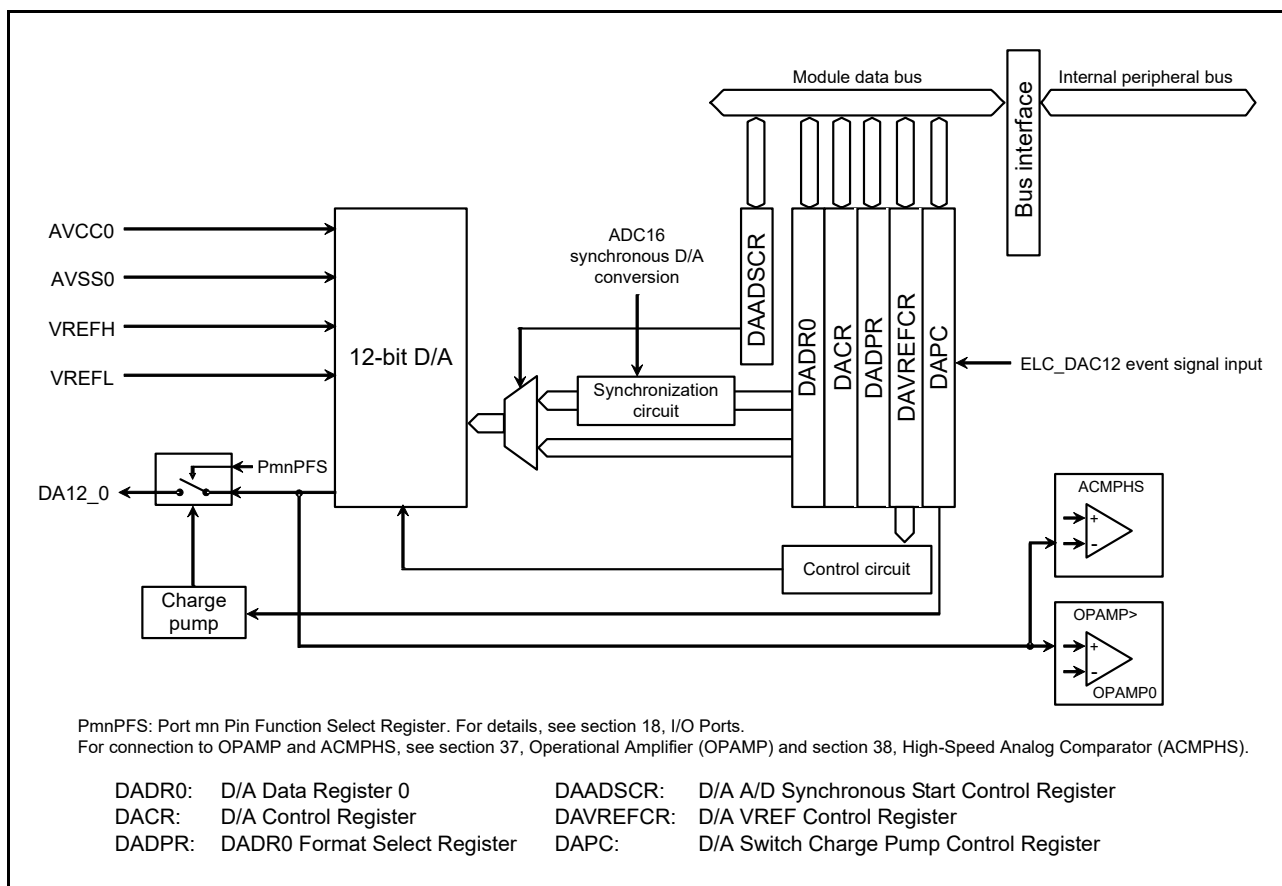 Module data bus
Internal peripheral bus
Bus interface
AVCC0
AVSS0
VREFH
VREFL
12-bit D/A
ADC16
synchronous D/A
conversion
DAADSCR
DADR0
DACR
DADPR
DAVREFCR
DAPC
ELC_DAC12 event signal input
Synchronization
circuit
PmnPFS
DA12_0
ACMPHS
+
-
Control circuit
Charge
pump
OPAMP>
+
-
OPAMP0
PmnPFS: Port mn Pin Function Select Register. For details, see section 18, I/O Ports.
For connection to OPAMP and ACMPHS, see section 37, Operational Amplifier (OPAMP) and section 38, High-Speed Analog Comparator (ACMPHS).
DADR0: D/A Data Register 0 DAADSCR: D/A A/D Synchronous Start Control Register
DACR: D/A Control Register DAVREFCR: D/A VREF Control Register
DADPR: DADR0 Format Select Register DAPC: D/A Switch Charge Pump Control Register